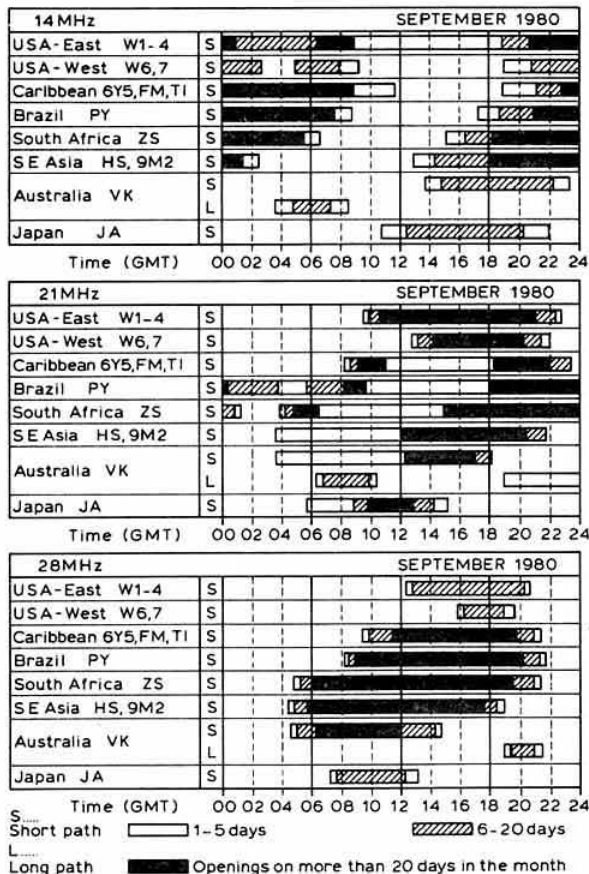 14MHz SEPTEMBER 1980
USA-East W1-4 S
USA-West W6,7 S
Caribbean 6Y5,FM,TI S
Brazil PY S
South Africa ZS S
SE Asia HS, 9M2 S
Australia VK S
L
Japan JA S
Time (GMT) 00 02 04 06 08 10 12 14 16 18 20 22 24
21MHz SEPTEMBER 1980
USA-East W1-4 S
USA-West W6,7 S
Caribbean 6Y5,FM,TI S
Brazil PY S
South Africa ZS S
SE Asia HS, 9M2 S
Australia VK S
L
Japan JA S
Time (GMT) 00 02 04 06 08 10 12 14 16 18 20 22 24
28MHz SEPTEMBER 1980
USA-East W1-4 S
USA-West W6,7 S
Caribbean 6Y5,FM,TI S
Brazil PY S
South Africa ZS S
SE Asia HS, 9M2 S
Australia VK S
L
Japan JA S
Time (GMT) 00 02 04 06 08 10 12 14 16 18 20 22 24
S.....
Short path 1-5 days 6-20 days
L.....
Long path Openings on more than 20 days in the month